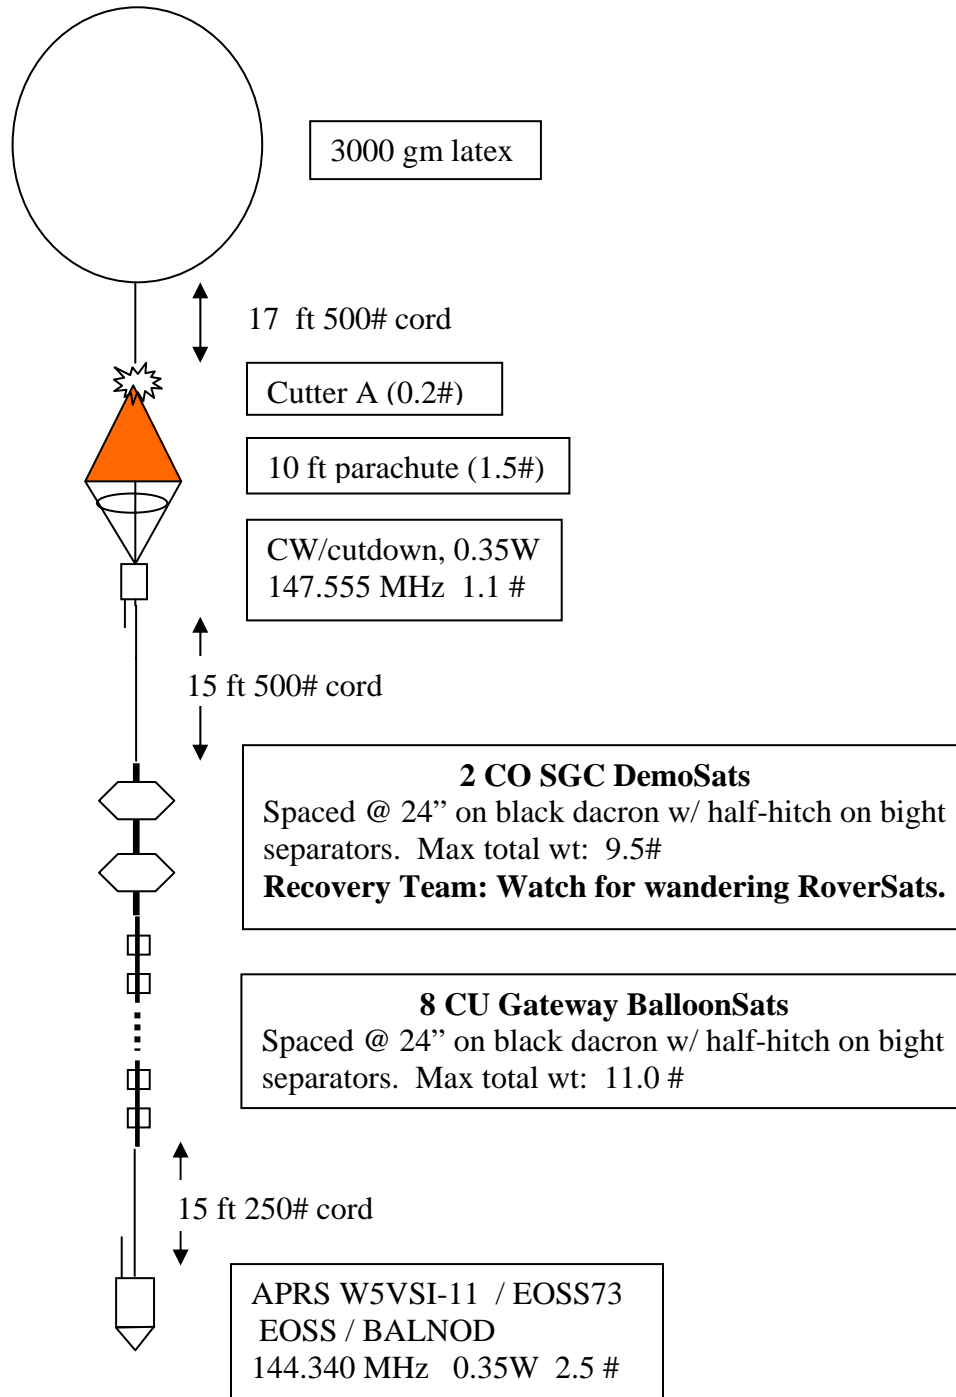 3000 gm latex
17 ft 500# cord
Cutter A (0.2#)
10 ft parachute (1.5#)
CW/cutdown, 0.35W
147.555 MHz 1.1 #
15 ft 500# cord
2 CO SGC DemoSats
Spaced @ 24” on black dacron w/ half-hitch on bight
separators. Max total wt: 9.5#
Recovery Team: Watch for wandering RoverSats.
8 CU Gateway BalloonSats
Spaced @ 24” on black dacron w/ half-hitch on bight
separators. Max total wt: 11.0 #
15 ft 250# cord
APRS W5VSI-11 / EOSS73
EOSS / BALNOD
144.340 MHz 0.35W 2.5 #